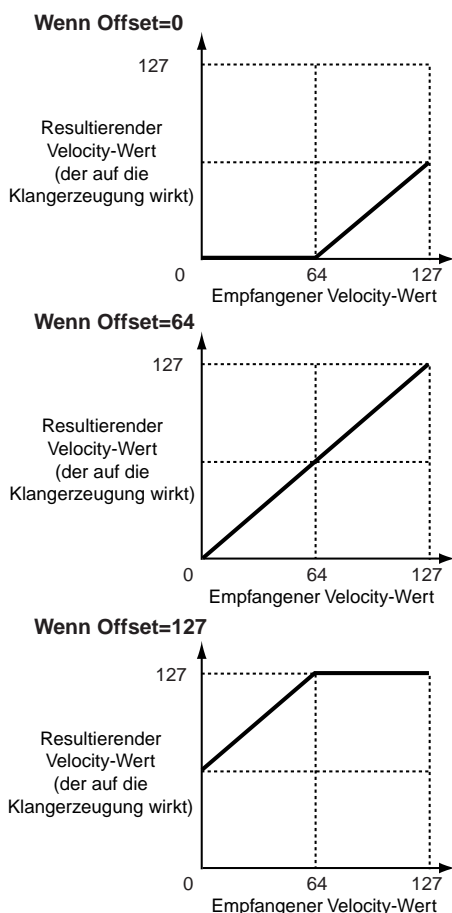 Wenn Offset=0
127
Resultierender
Velocity-Wert
(der auf die
Klangerzeugung wirkt)
0 64 127
Empfangener Velocity-Wert
Wenn Offset=64
127
Resultierender
Velocity-Wert
(der auf die
Klangerzeugung wirkt)
0 64 127
Empfangener Velocity-Wert
Wenn Offset=127
127
Resultierender
Velocity-Wert
(der auf die
Klangerzeugung wirkt)
0 64 127
Empfangener Velocity-Wert